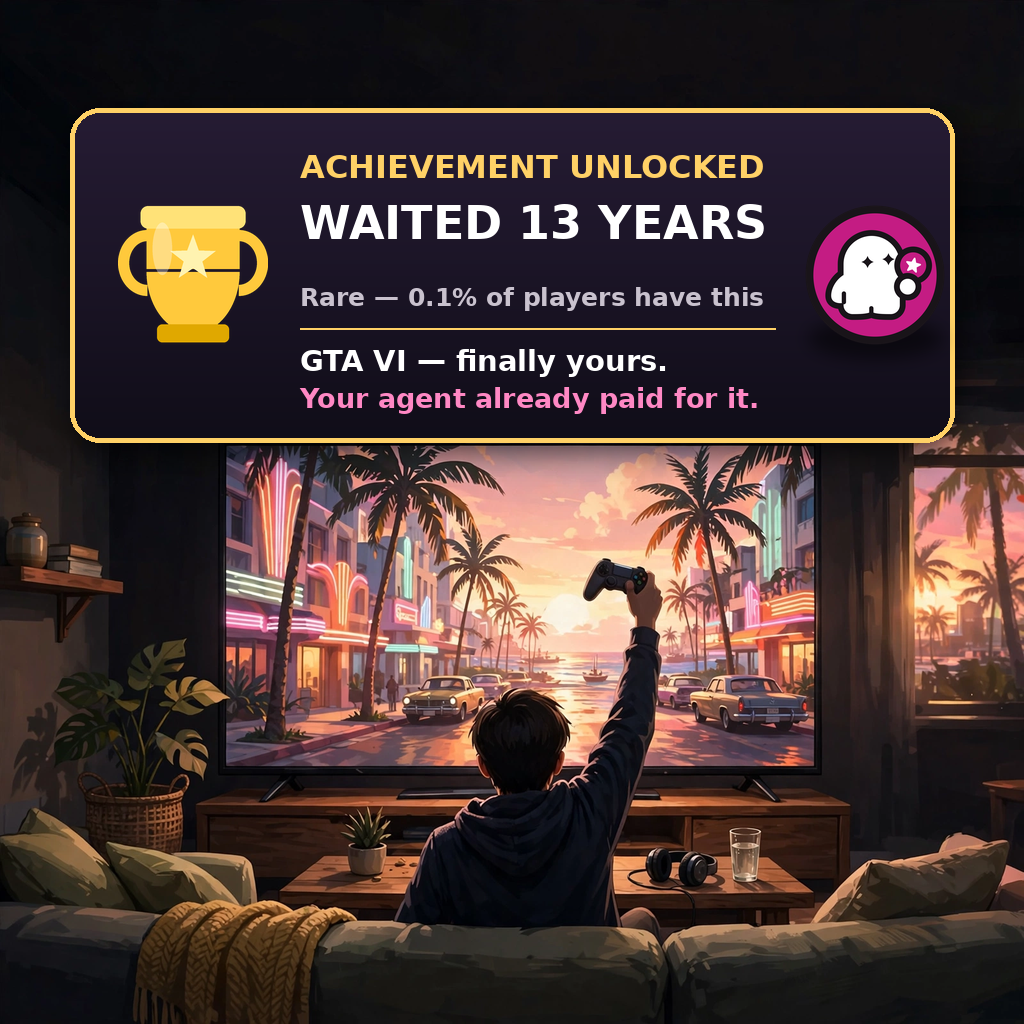 ACHIEVEMENT UNLOCKED
WAITED 13 YEARS
Rare — 0.1% of players have this
GTA VI — finally yours.
Your agent already paid for it.